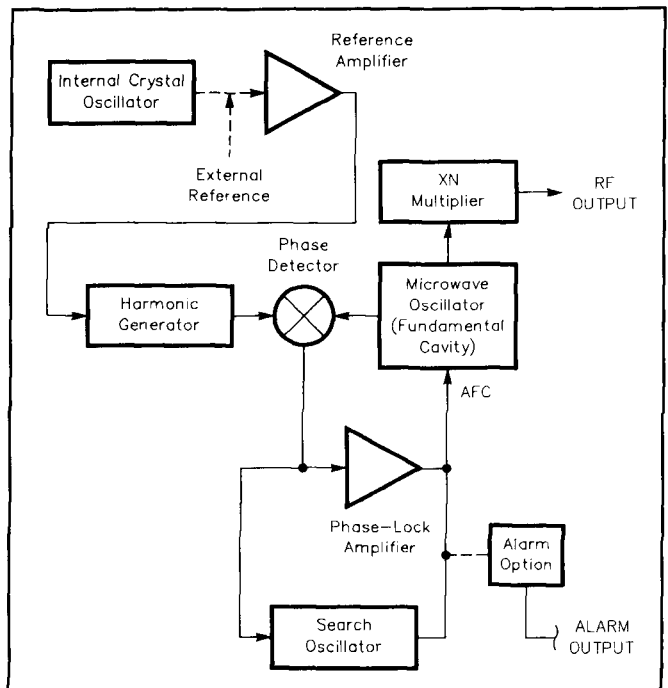 Reference
Amplifier
Internal Crystal
Oscillator
External
Reference
XN
Multiplier
RF
OUTPUT
Phase
Detector
Harmonic
Generator
Microwave
Oscillator
(Fundamental
Cavity)
AFC
Phase-Lock
Amplifier
Alarm
Option
Search
Oscillator
ALARM
OUTPUT